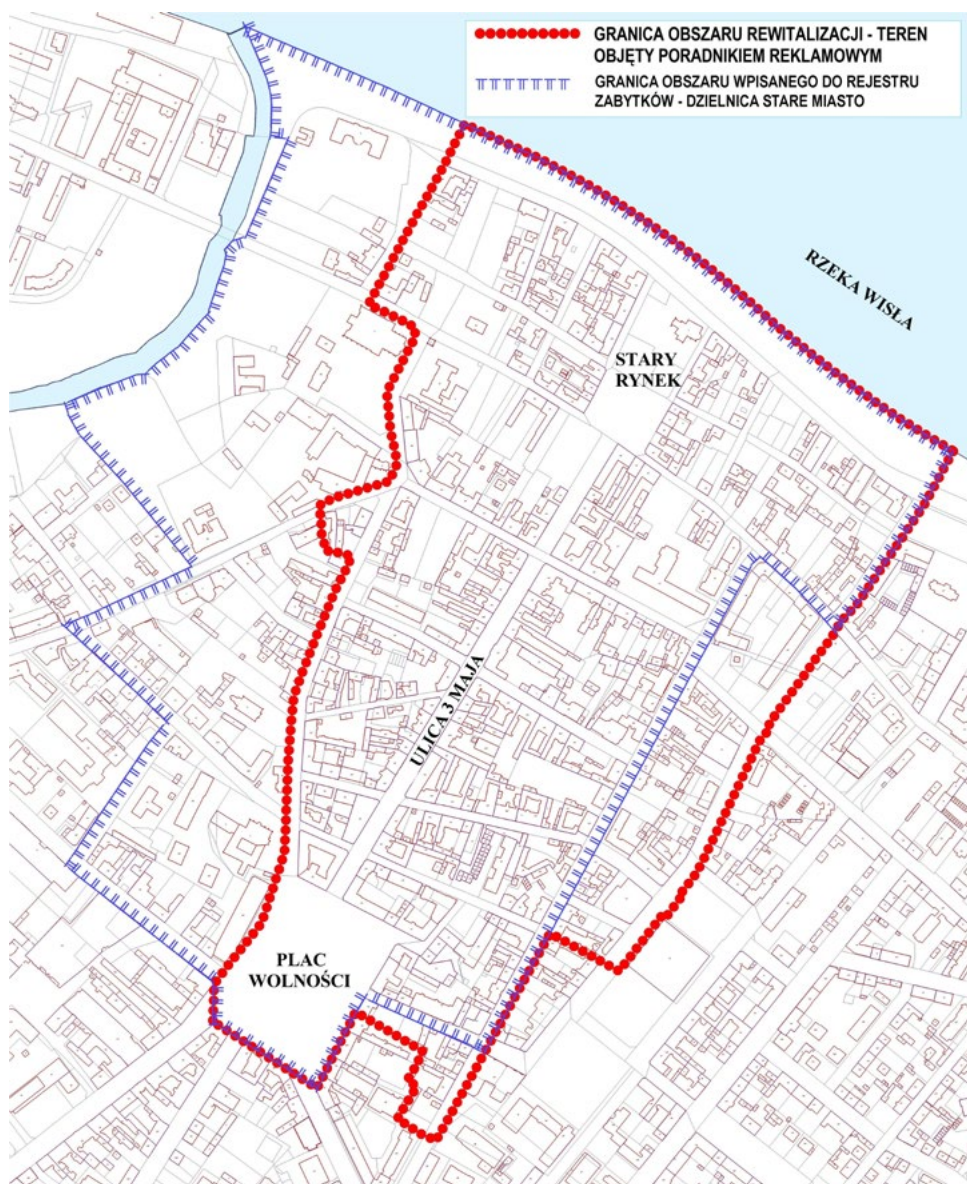 GRANICA OBSZARU REWITALIZACJI - TEREN
OBJĘTY PORADNIKIEM REKLAMOWYM
GRANICA OBSZARU WPISANEGO DO REJESTRU
ZABYTKÓW - DZIELNICA STARE MIASTO
RZEKA WISŁA
STARY
RYNEK
ULICA 3 MAJA
PLAC
WOLNOŚCI